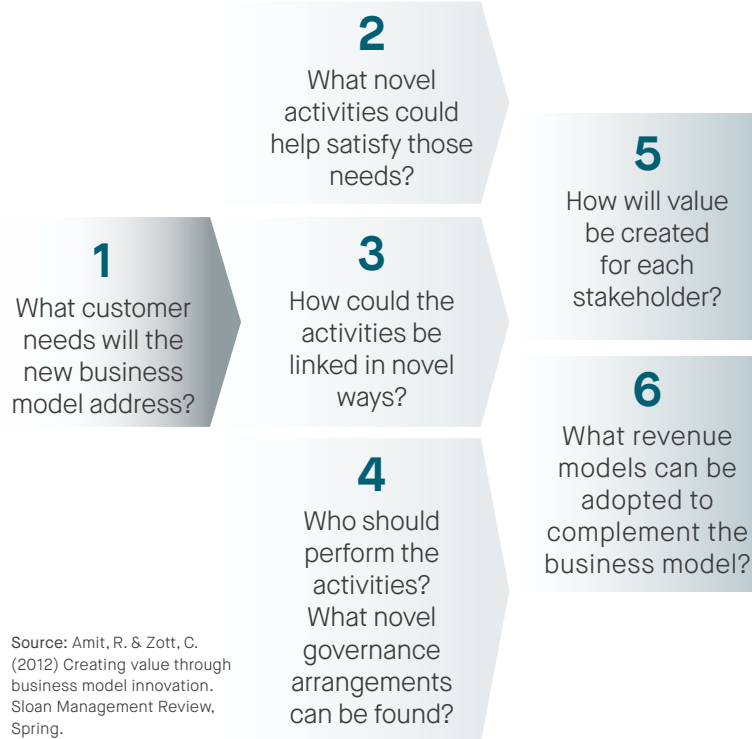 1
What customer
needs will the
new business
model address?
2
What novel
activities could
help satisfy those
needs?
3
How could the
activities be
linked in novel
ways?
4
Who should
perform the
activities?
What novel
governance
arrangements
can be found?
5
How will value
be created
for each
stakeholder?
6
What revenue
models can be
adopted to
complement the
business model?
Source: Amit, R. & Zott, C.
(2012) Creating value through
business model innovation.
Sloan Management Review,
Spring.